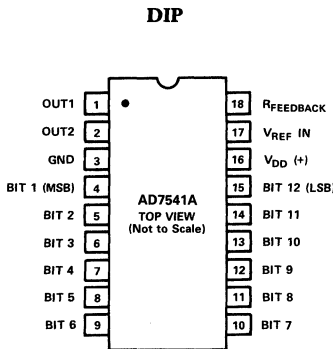 DIP
OUT1 1 18 RFEEDBACK
OUT2 2 17 VREF IN
GND 3 16 VDD (+)
BIT 1 (MSB) 4 15 BIT 12 (LSB)
BIT 2 5 14 BIT 11
BIT 3 6 13 BIT 10
BIT 4 7 12 BIT 9
BIT 5 8 11 BIT 8
BIT 6 9 10 BIT 7
AD7541A
TOP VIEW
(Not to Scale)